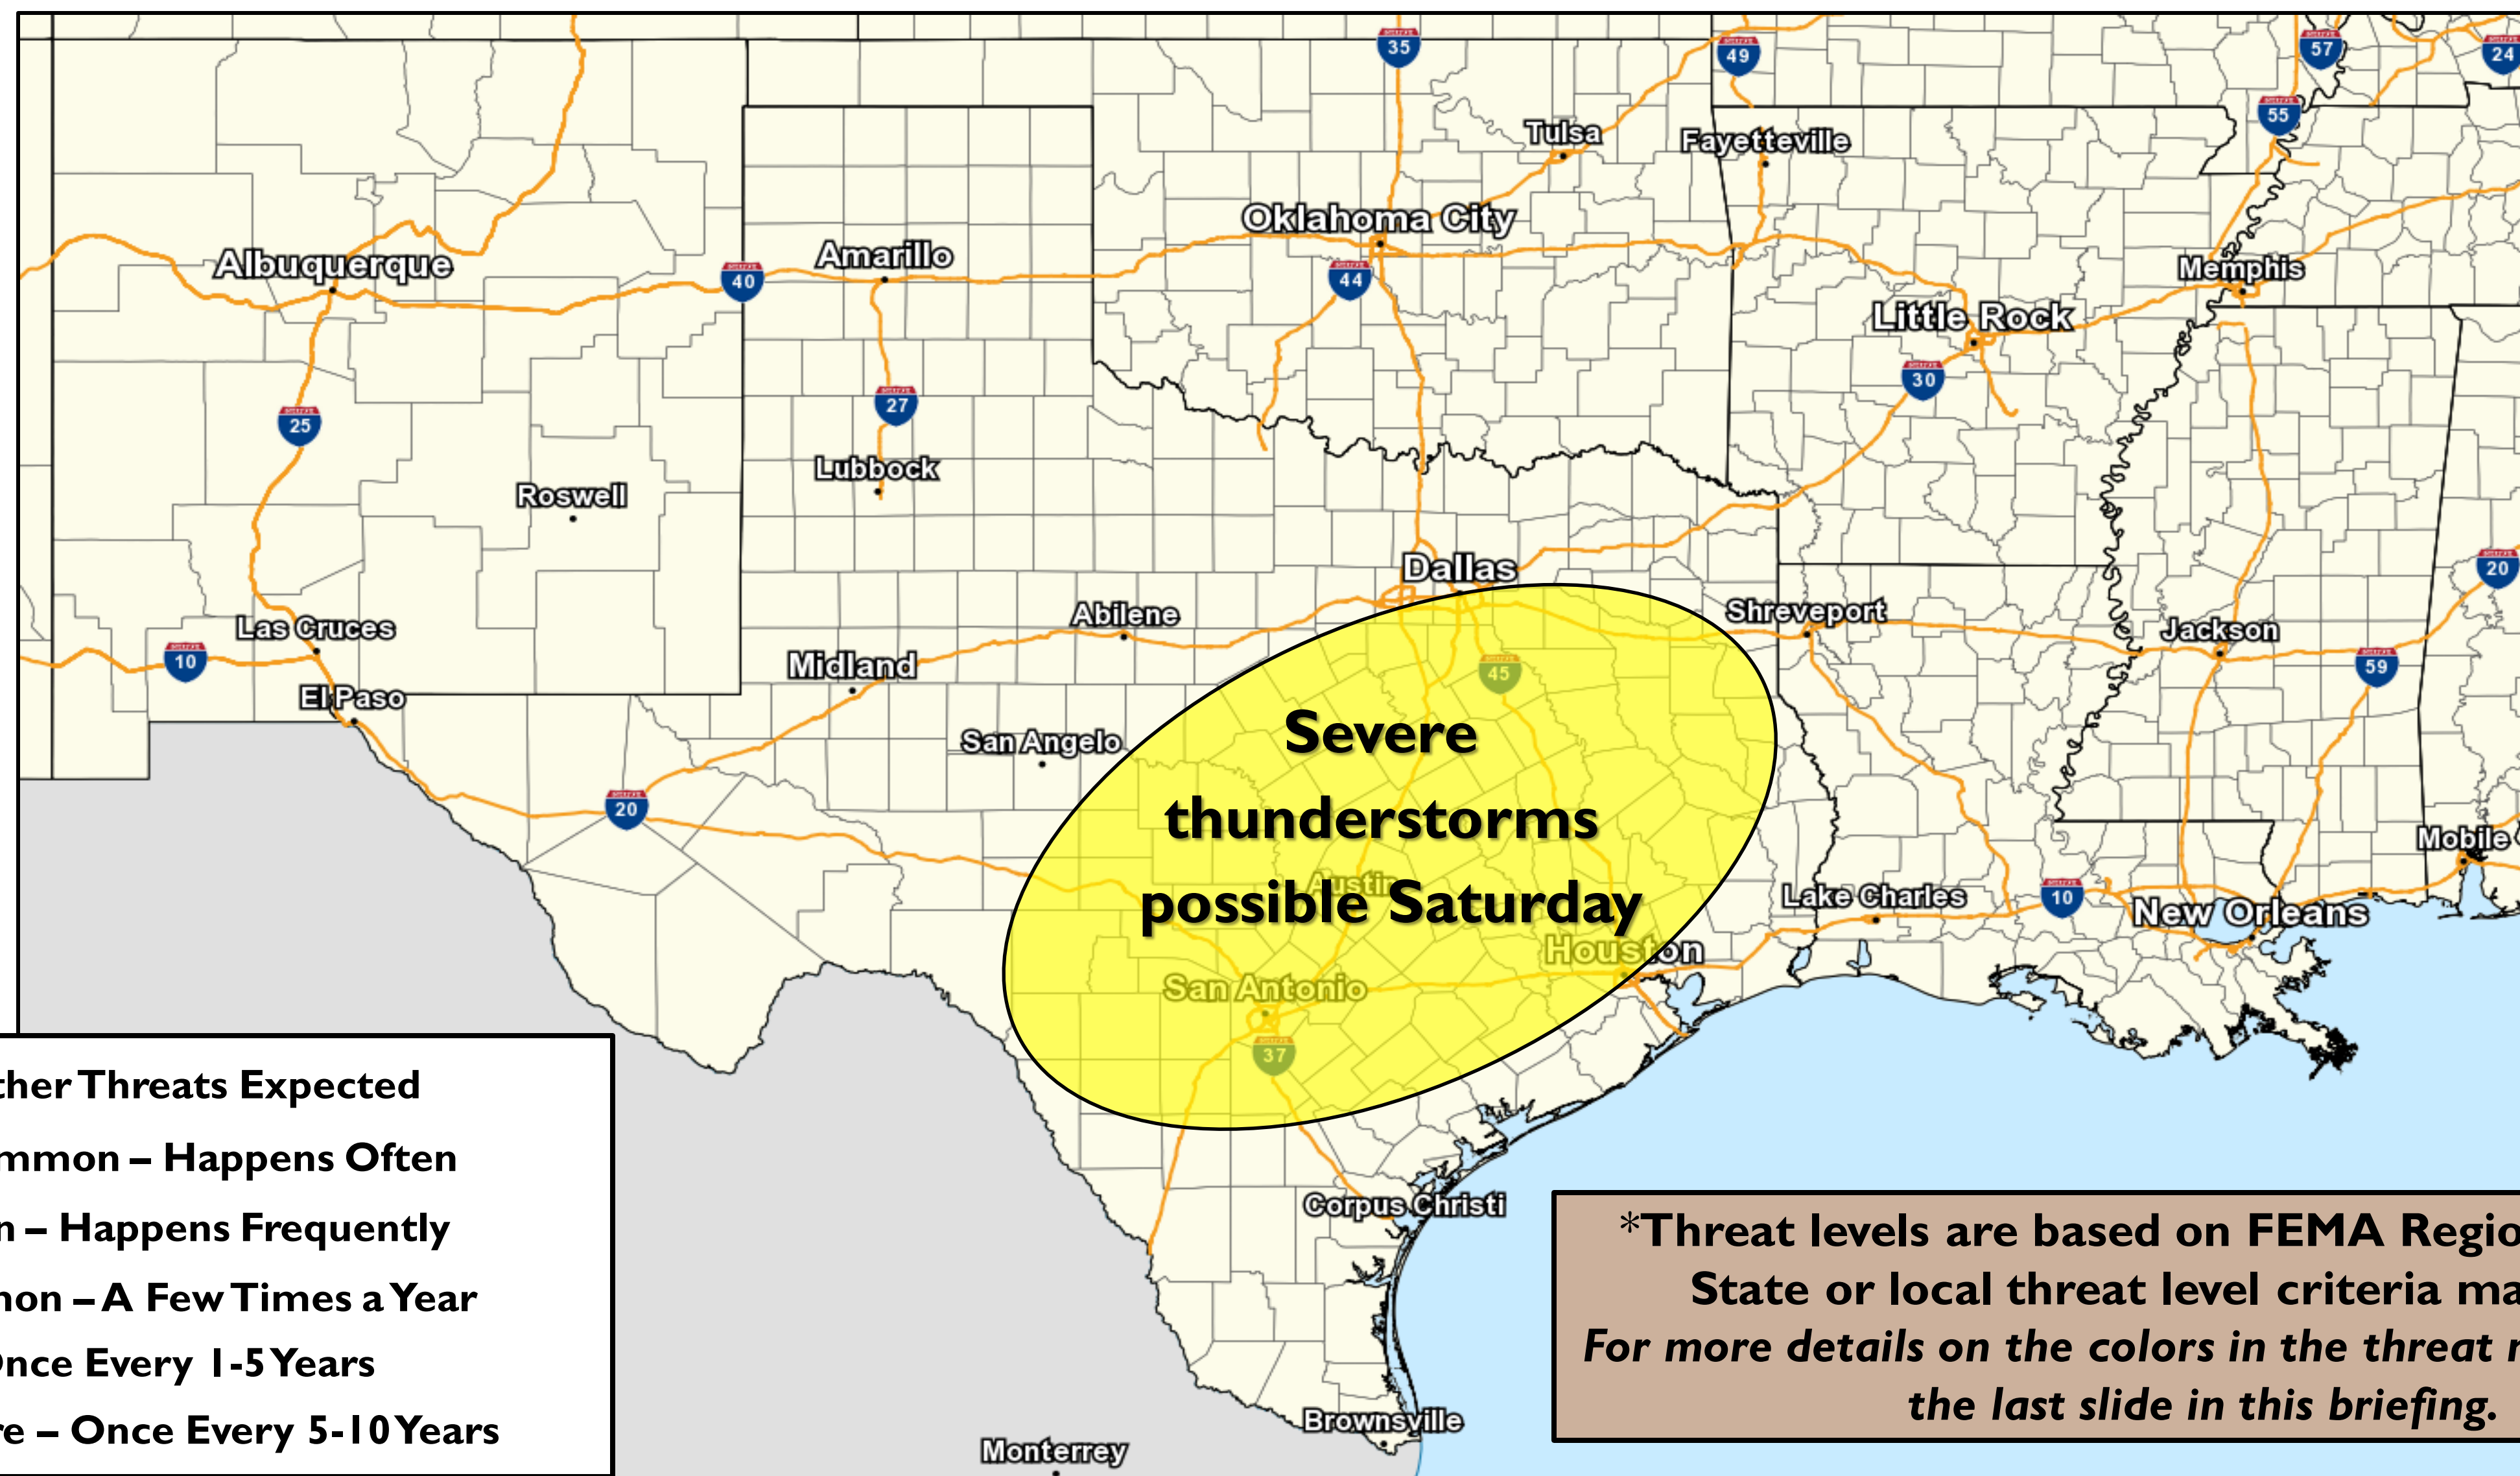 35
49
57
24
55
Tulsa
Fayetteville
Oklahoma City
Albuquerque
Amarillo
40
44
Memphis
Little Rock
30
27
25
Lubbock
Roswell
Dallas
20
Abilene
Shreveport
Las Cruces
Jackson
10
Midland
45
59
El Paso
San Angelo
Severe
thunderstorms
possible Saturday
20
Austin
Mobile
Lake Charles
10
New Orleans
Houston
San Antonio
37
ther Threats Expected
mmon – Happens Often
n – Happens Frequently
non – A Few Times a Year
Once Every 1-5 Years
re – Once Every 5-10 Years
Corpus Christi
Brownsville
Monterrey
*Threat levels are based on FEMA Regio
State or local threat level criteria ma
For more details on the colors in the threat
the last slide in this briefing.